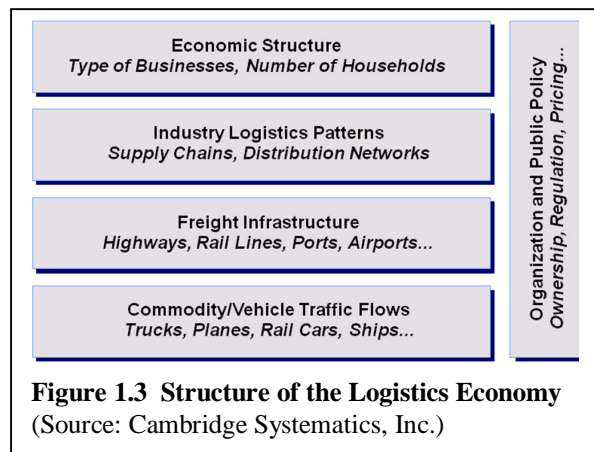 Economic Structure
Type of Businesses, Number of Households
Industry Logistics Patterns
Supply Chains, Distribution Networks
Freight Infrastructure
Highways, Rail Lines, Ports, Airports...
Commodity/Vehicle Traffic Flows
Trucks, Planes, Rail Cars, Ships...
Organization and Public Policy
Ownership, Regulation, Pricing...
Figure 1.3 Structure of the Logistics Economy
(Source: Cambridge Systematics, Inc.)